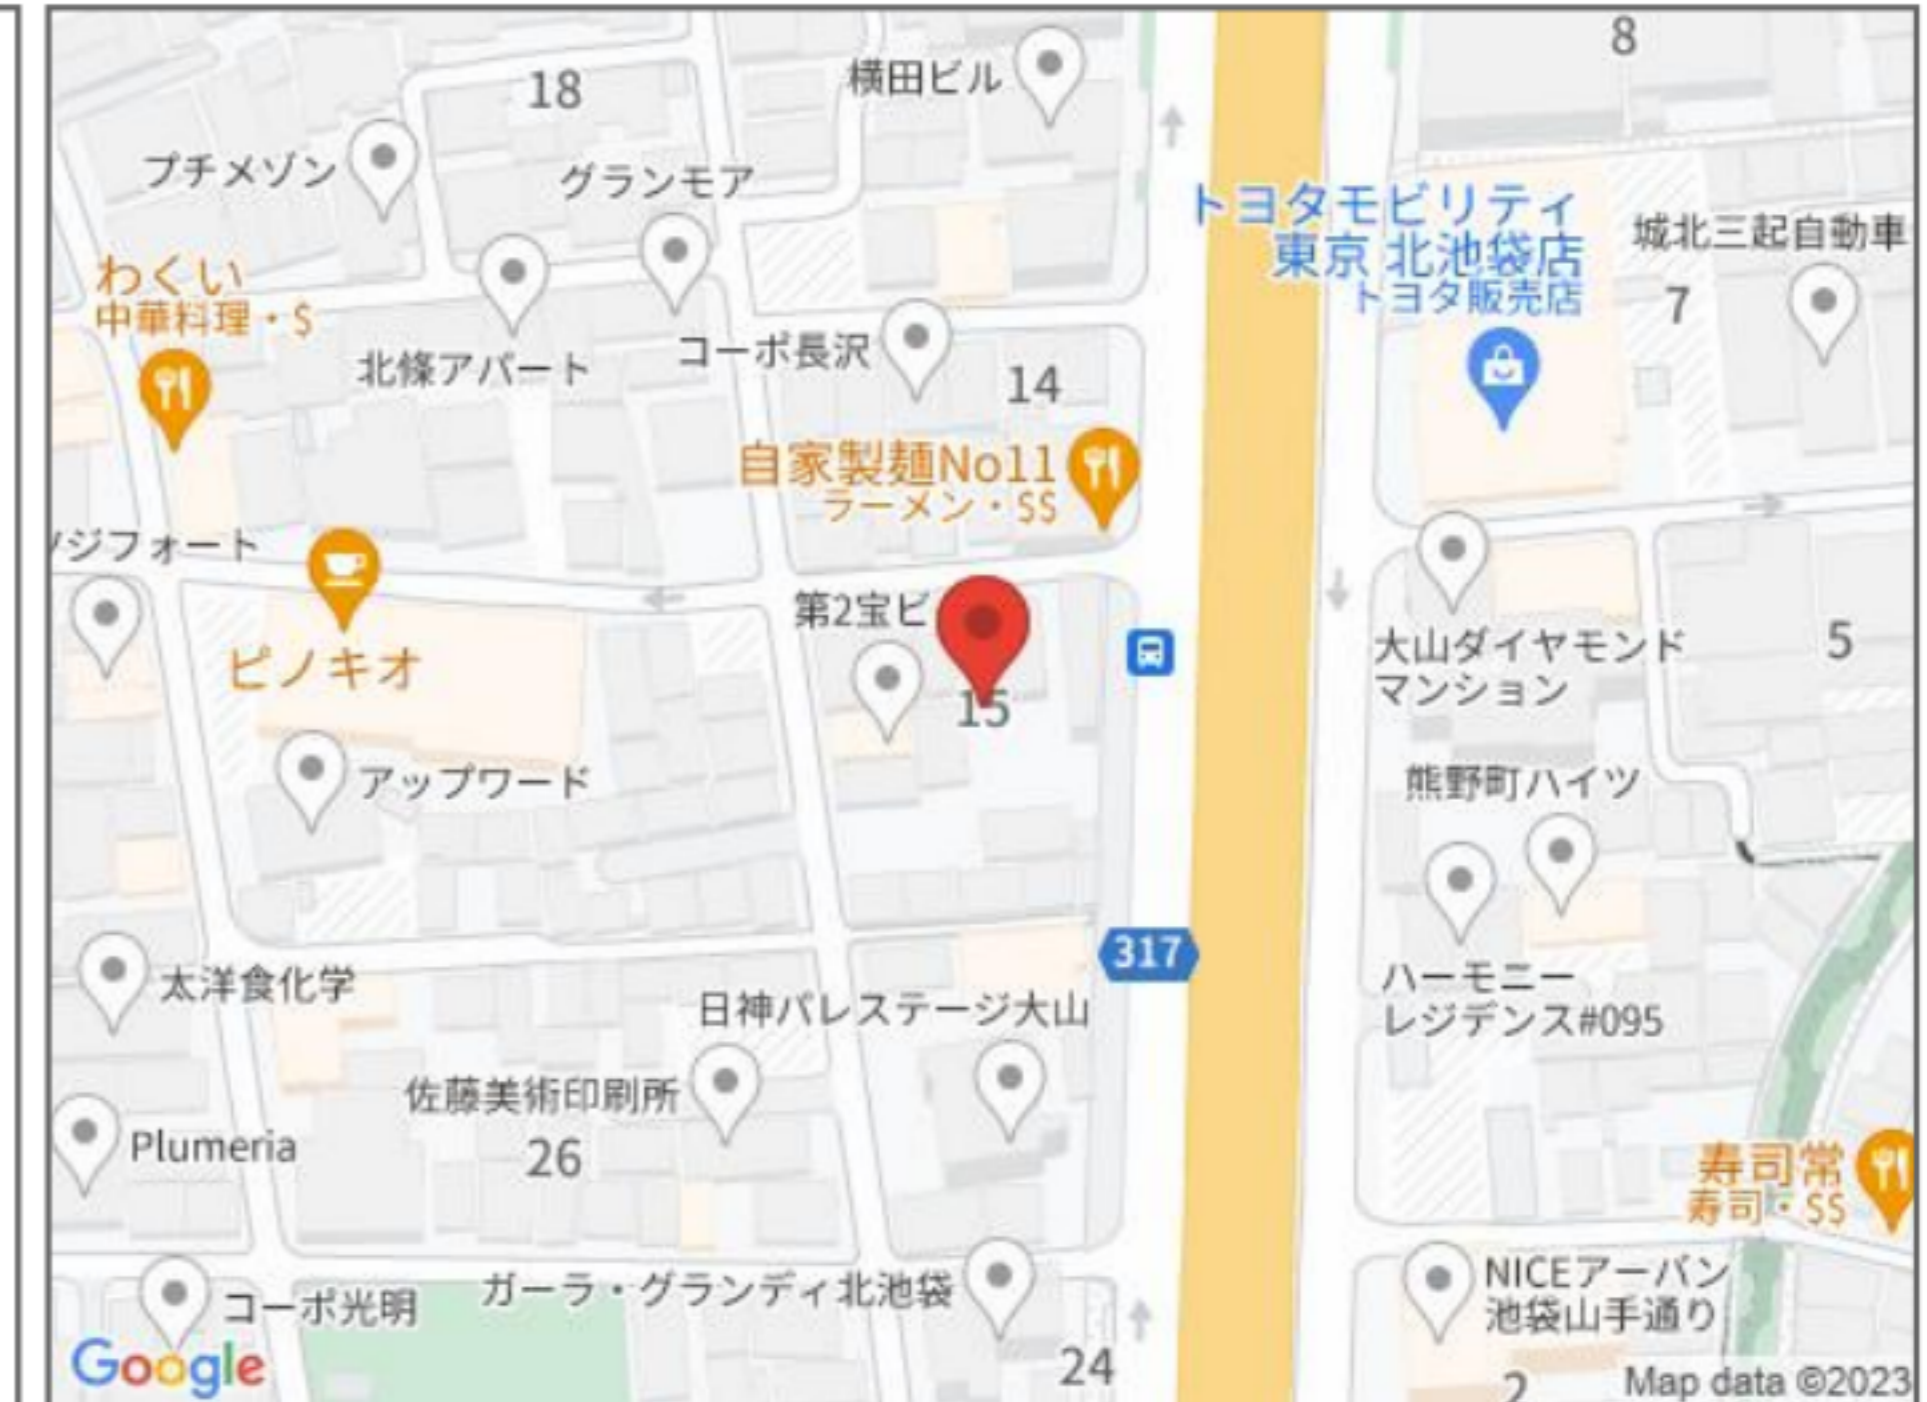 8
横田ビル
18
プチメゾン
グランモア
トヨタモビリティ
東京 北池袋店
トヨタ販売店
城北三起自動車
7
わくい
中華料理・$
北條アパート
コーポ長沢
14
自家製麺No11
ラーメン・$$
ジフォート
ピノキオ
第2宝ビ
15
大山ダイヤモンド
マンション
5
アップワード
熊野町ハイツ
317
太洋食化学
日神パレステージ大山
ハーモニー
レジデンス#095
佐藤美術印刷所
26
Plumeria
寿司常
寿司・$$
コーポ光明
ガーラ・グランディ北池袋
NICEアーバン
池袋山手通り
24
2
Google
Map data ©2023